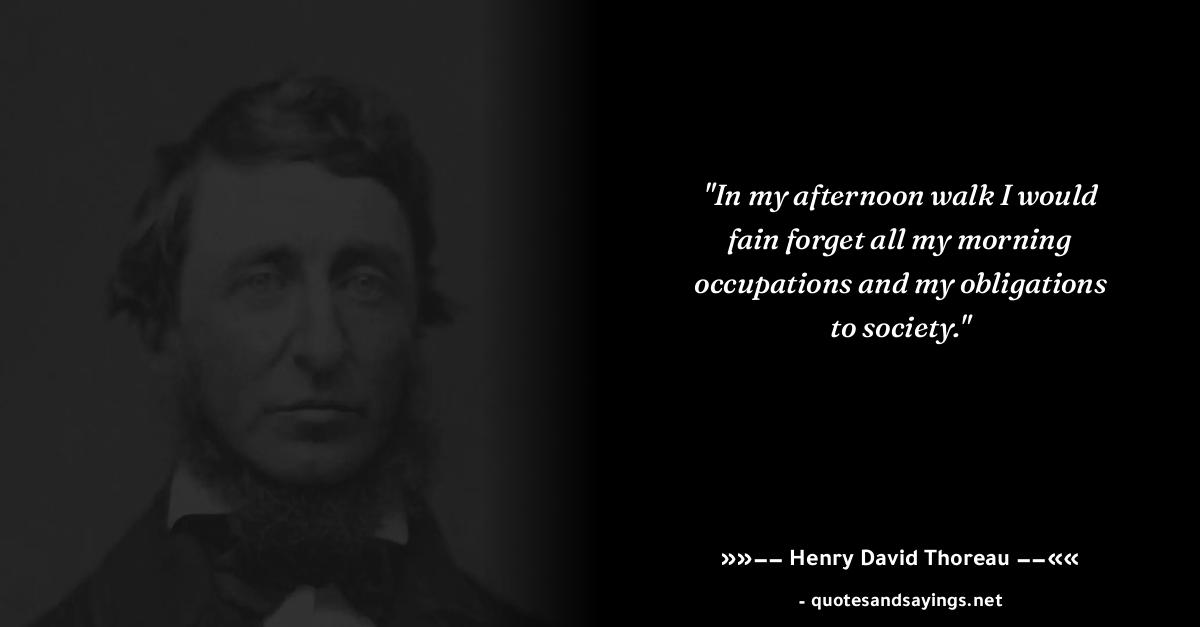 "In my afternoon walk I would
fain forget all my morning
occupations and my obligations
to society."
»»–– Henry David Thoreau ––««
- quotesandsayings.net